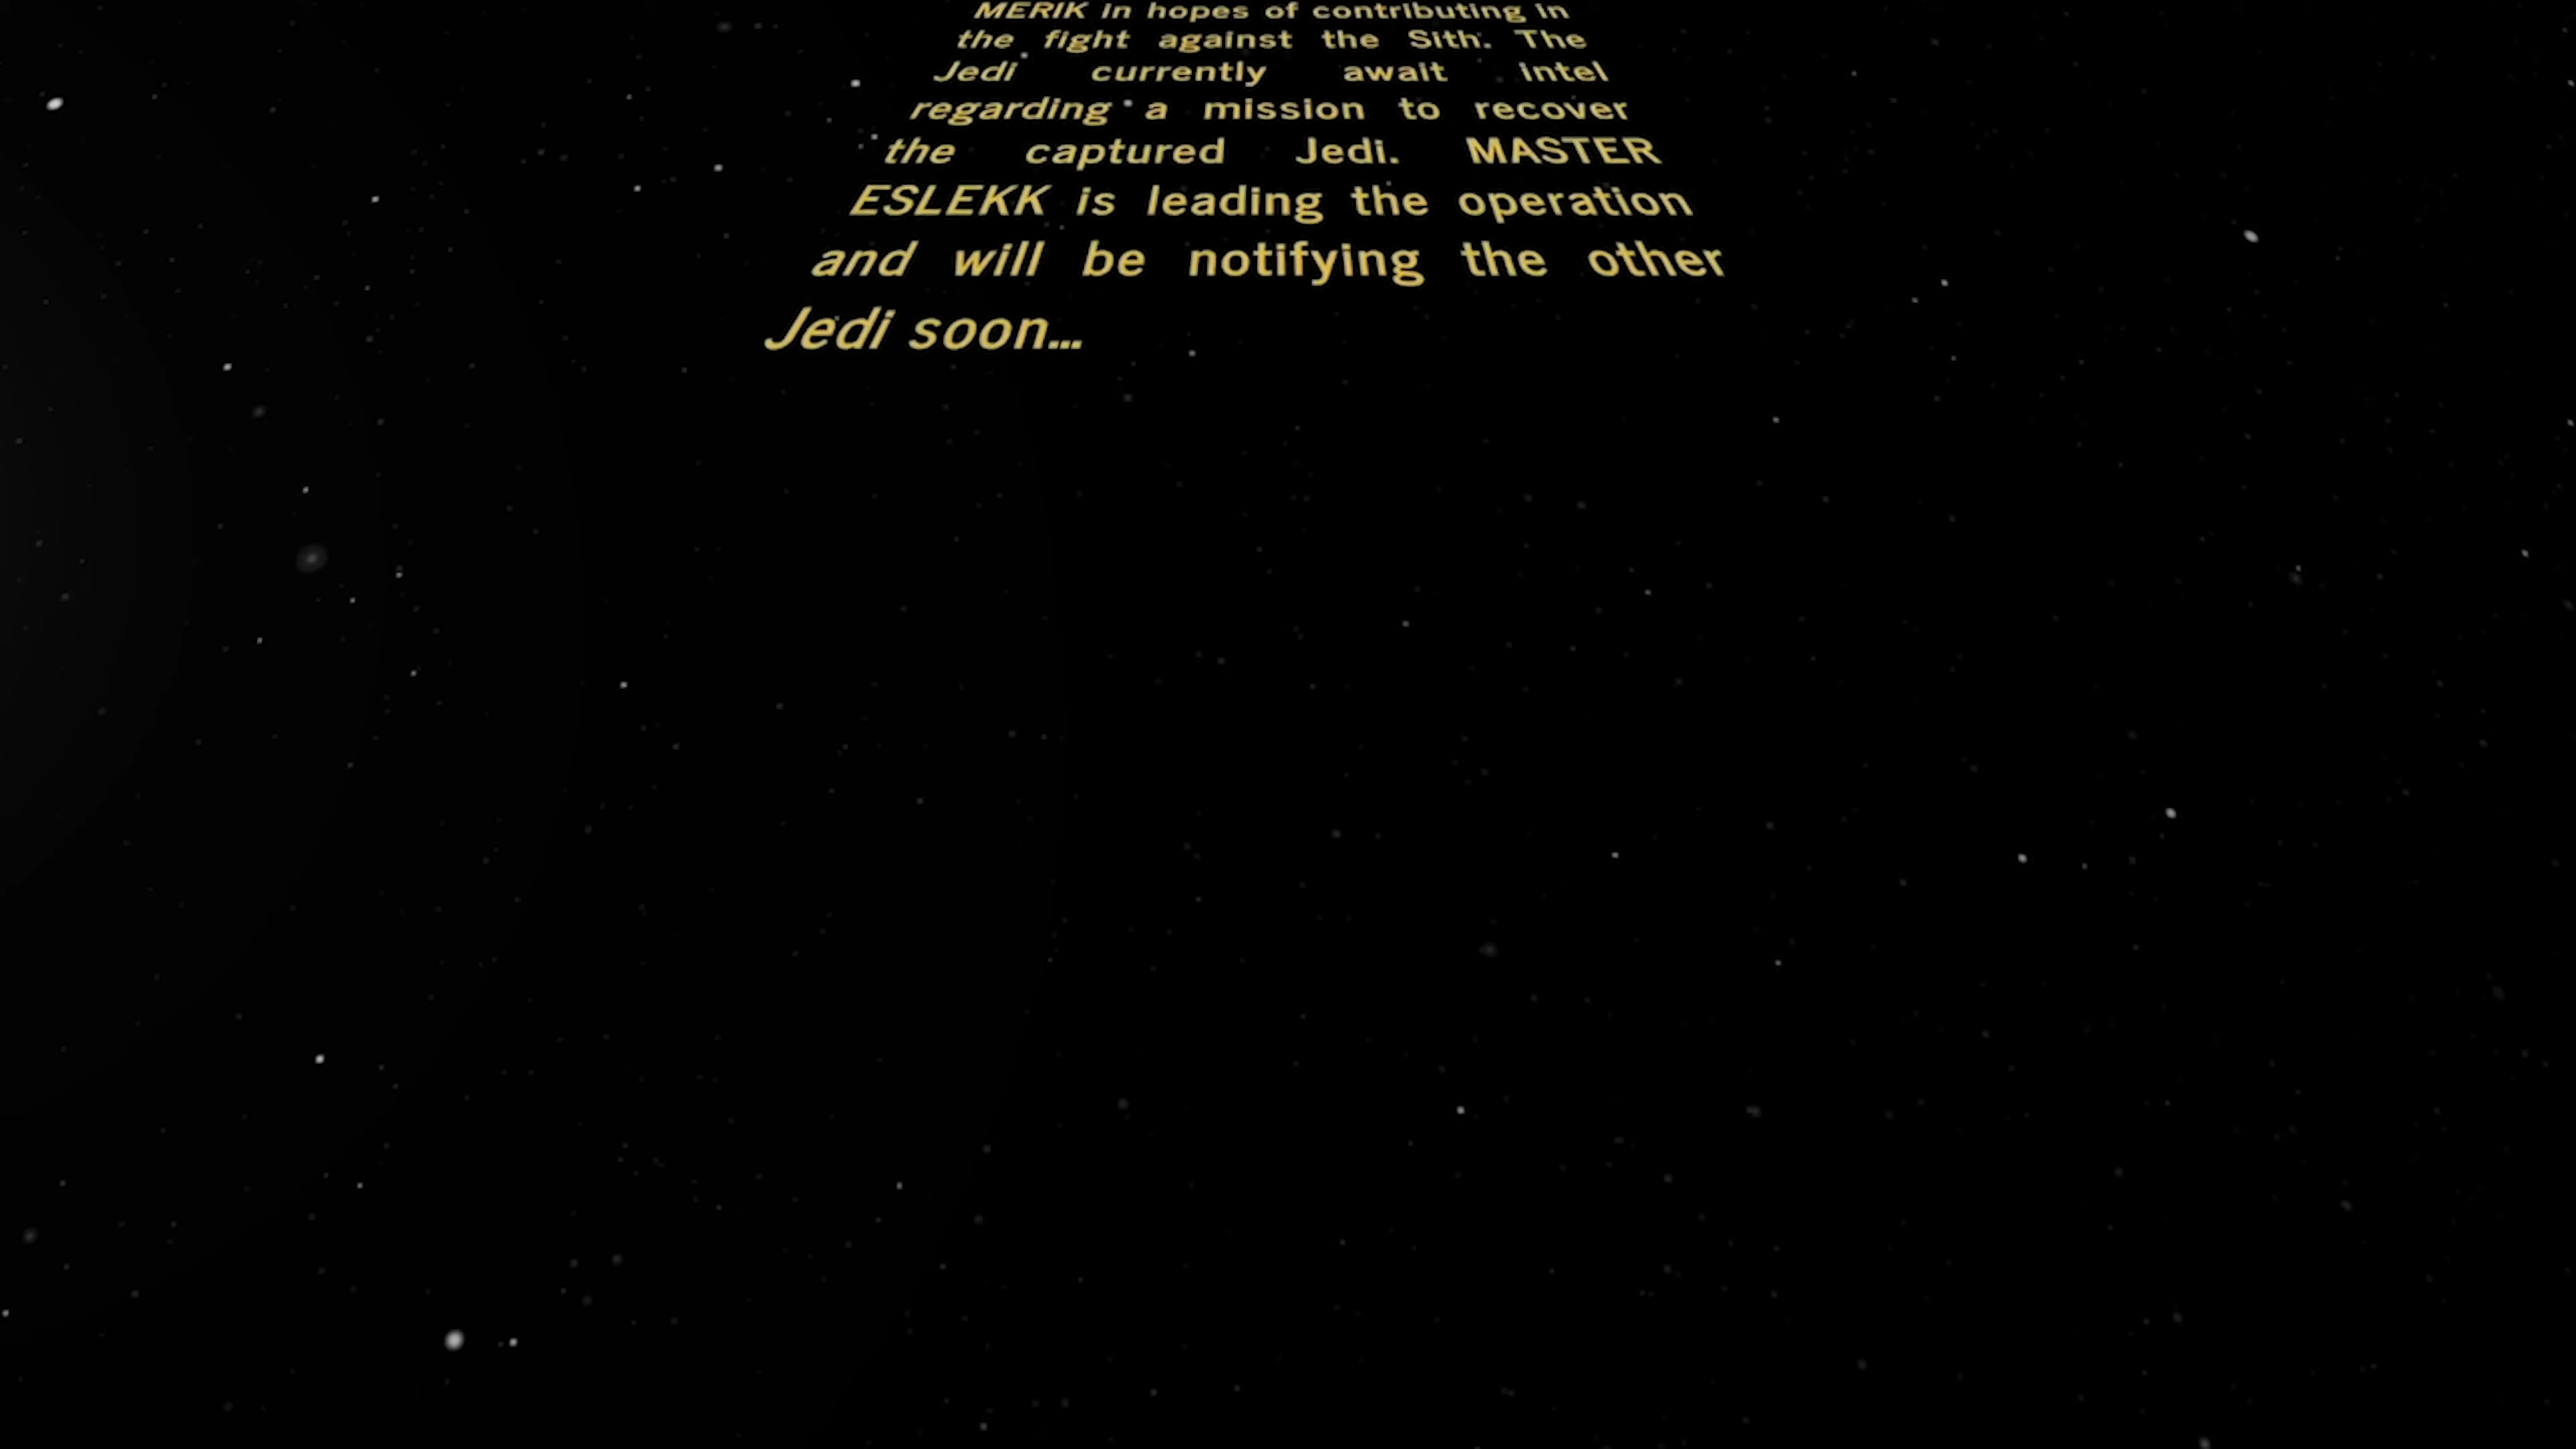 MERIK in hopes of contributing in
the fight against the Sith. The
Jedi currently await intel
regarding a mission to recover
the captured Jedi. MASTER
ESLEKK is leading the operation
and will be notifying the other
Jedi soon...